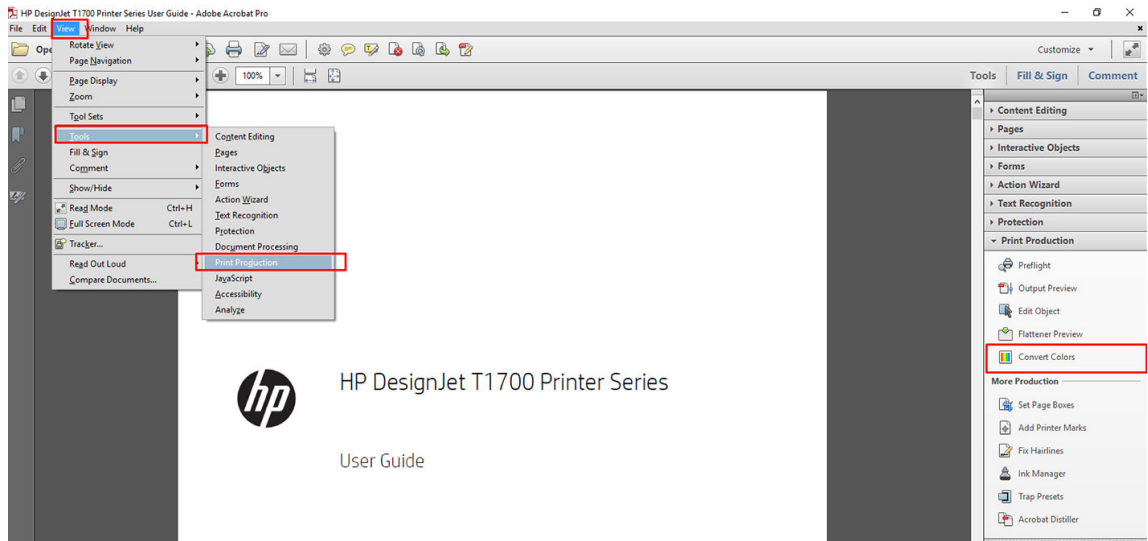 HP DesignJet T1700 Printer Series User Guide - Adobe Acrobat Pro
File Edit View Window Help
Ope
Customize
100%
Tools Fill & Sign Comment
Rotate View
Page Navigation
Page Display
Zoom
Tool Sets
Tools
Fill & Sign
Comment
Show/Hide
Read Mode Ctrl+H
Full Screen Mode Ctrl+L
Tracker...
Read Out Loud
Compare Documents...
Content Editing
Pages
Interactive Objects
Forms
Action Wizard
Text Recognition
Protection
Document Processing
Print Production
JavaScript
Accessibility
Analyze
hp
HP DesignJet T1700 Printer Series
User Guide
Content Editing
Pages
Interactive Objects
Forms
Action Wizard
Text Recognition
Protection
Print Production
Preflight
Output Preview
Edit Object
Flattener Preview
Convert Colors
More Production
Set Page Boxes
Add Printer Marks
Fix Hairlines
Ink Manager
Trap Presets
Acrobat Distiller